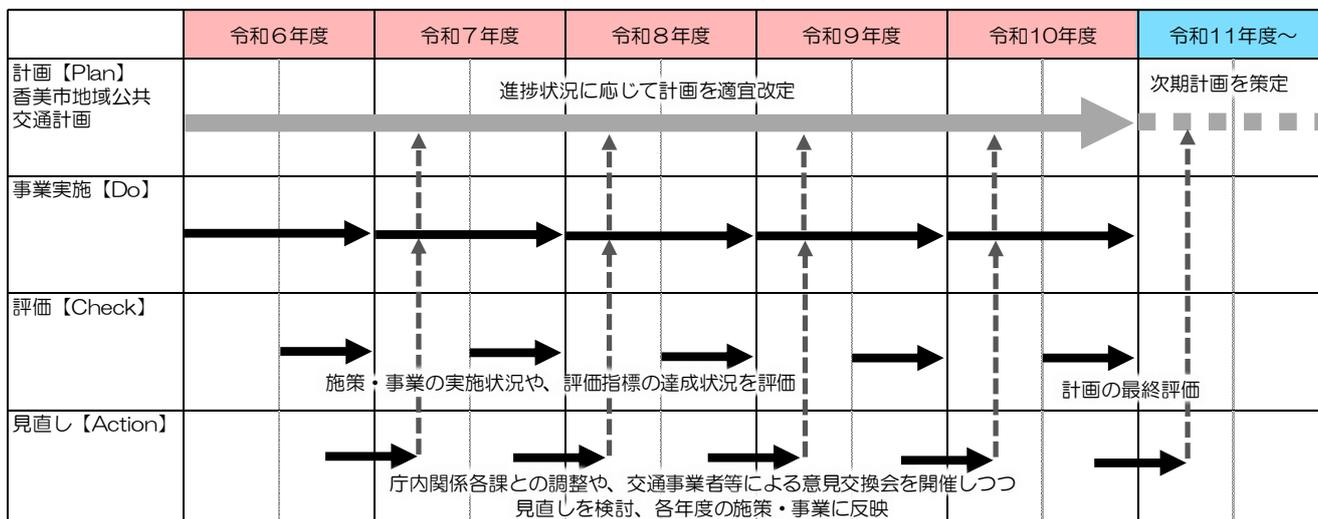 令和６年度
令和７年度
令和８年度
令和９年度
令和10年度
令和11年度～
計画【Plan】
香美市地域公共
交通計画
進捗状況に応じて計画を適宜改定
次期計画を策定
事業実施【Do】
評価【Check】
施策・事業の実施状況や、評価指標の達成状況を評価
計画の最終評価
見直し【Action】
庁内関係各課との調整や、交通事業者等による意見交換会を開催しつつ
見直しを検討、各年度の施策・事業に反映